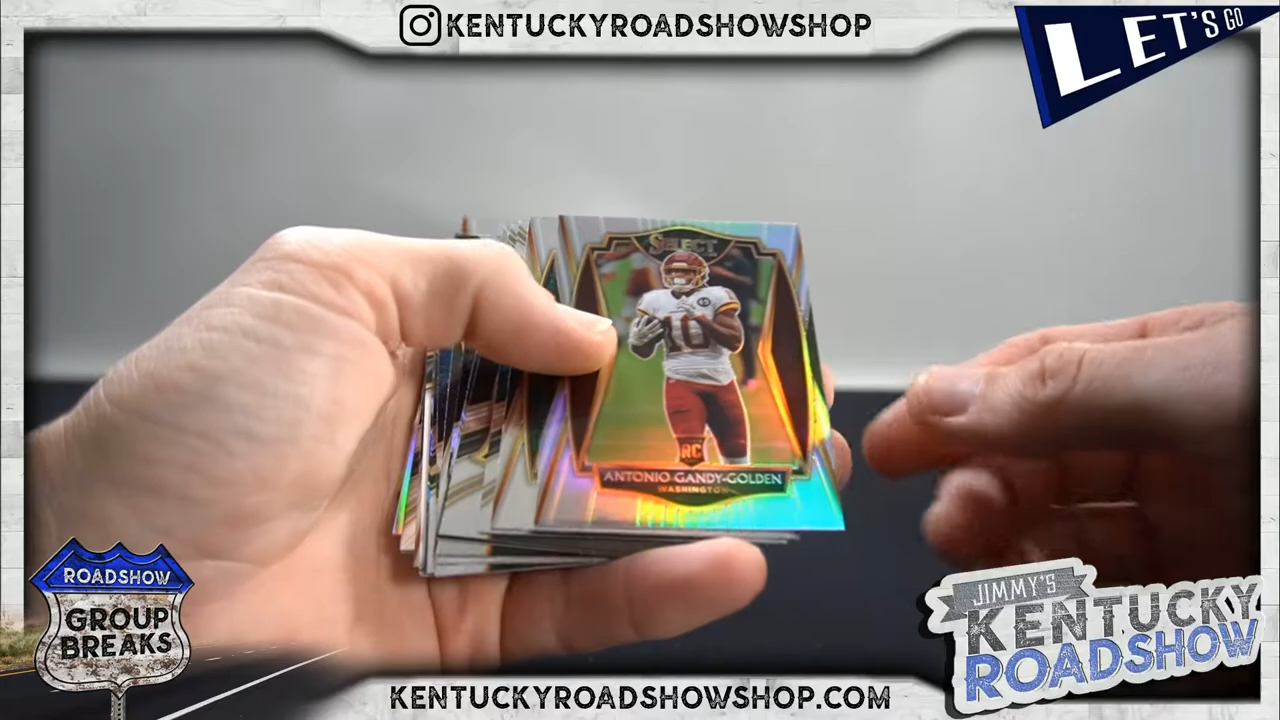 KENTUCKYROADSHOWSHOP
LET'S GO
SELECT
10
RC
ANTONIO GANDY-GOLDEN
WASHINGTON
ROADSHOW
GROUP
BREAKS
JIMMY'S
KENTUCKY
ROADSHOW
KENTUCKYROADSHOWSHOP.COM